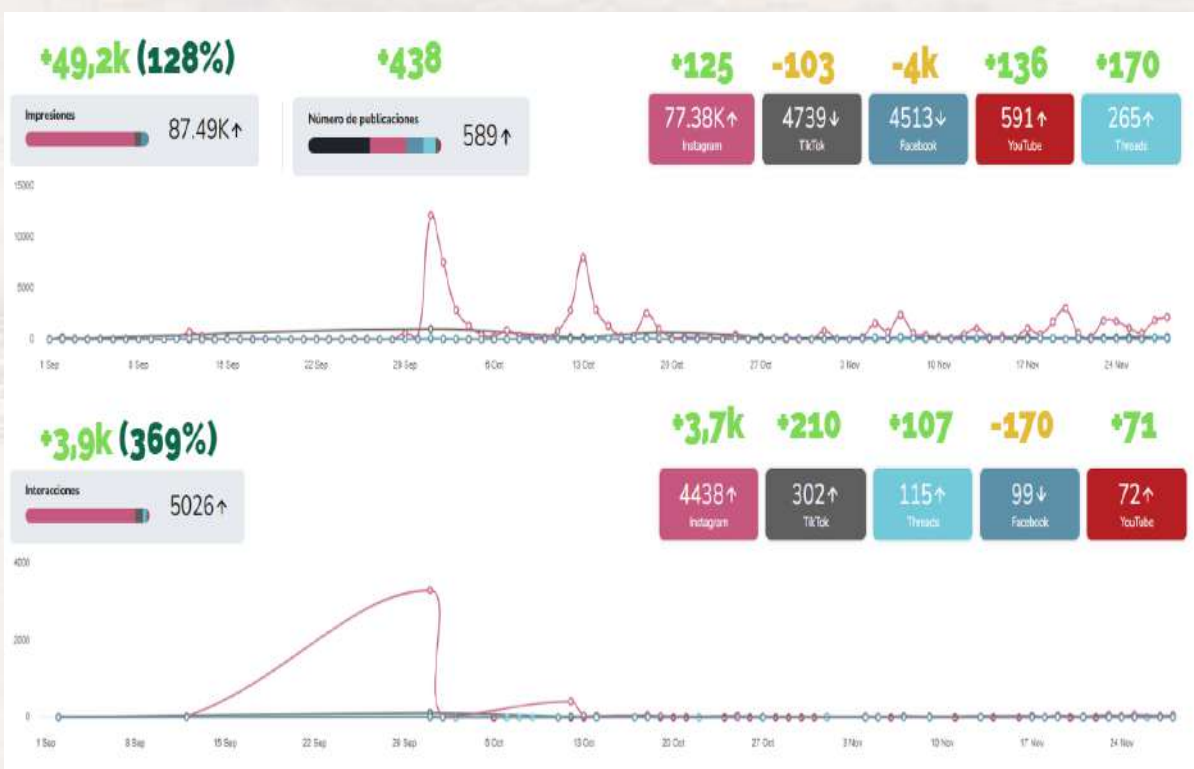 +49,2k (128%)
+438
+125 -103 -4k +136 +170
Impresiones
87.49K↑
Número de publicaciones
589↑
77.38K↑
Instagram
4739↓
TikTok
4513↓
Facebook
591↑
YouTube
265↑
Threads
15000
10000
5000
0
1 Sep 8 Sep 15 Sep 22 Sep 29 Sep 6 Oct 13 Oct 20 Oct 27 Oct 3 Nov 10 Nov 17 Nov 24 Nov
+3,9k (369%)
+3,7k +210 +107 -170 +71
Interacciones
5026↑
4438↑
Instagram
302↑
TikTok
115↑
Threads
99↓
Facebook
72↑
YouTube
4000
2000
0
1 Sep 8 Sep 15 Sep 22 Sep 29 Sep 6 Oct 13 Oct 20 Oct 27 Oct 3 Nov 10 Nov 17 Nov 24 Nov